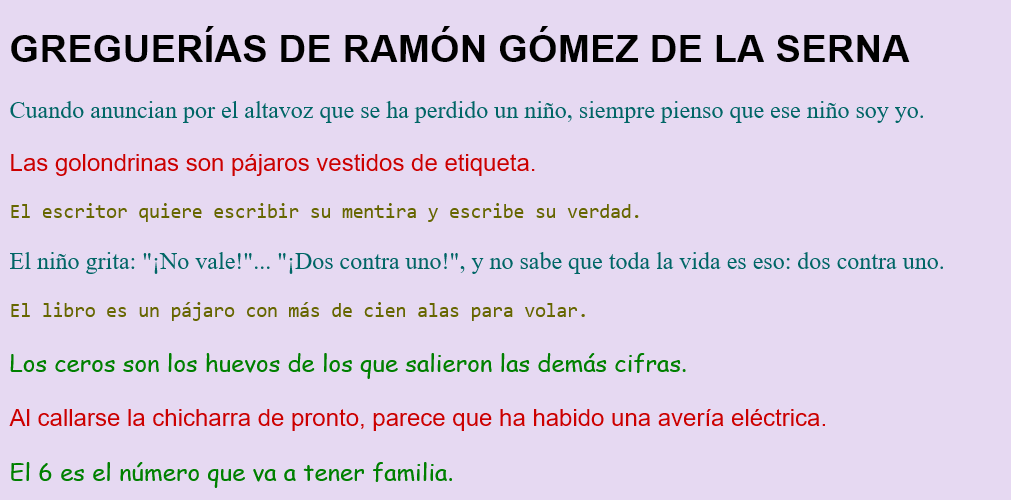 GREGUERÍAS DE RAMÓN GÓMEZ DE LA SERNA
Cuando anuncian por el altavoz que se ha perdido un niño, siempre pienso que ese niño soy yo.
Las golondrinas son pájaros vestidos de etiqueta.
El escritor quiere escribir su mentira y escribe su verdad.
El niño grita: "¡No vale!"... "¡Dos contra uno!", y no sabe que toda la vida es eso: dos contra uno.
El libro es un pájaro con más de cien alas para volar.
Los ceros son los huevos de los que salieron las demás cifras.
Al callarse la chicharra de pronto, parece que ha habido una avería eléctrica.
El 6 es el número que va a tener familia.